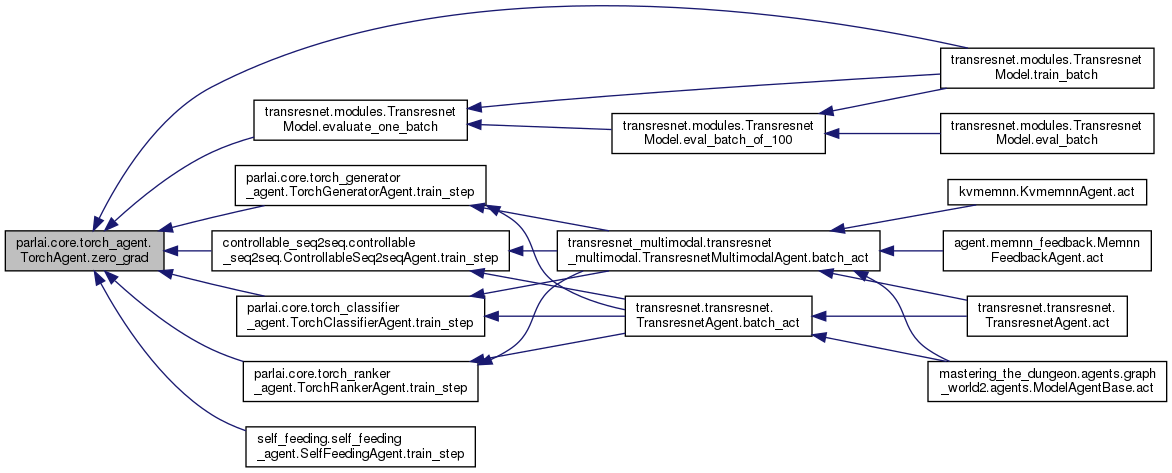 parlai.core.torch_agent.
TorchAgent.zero_grad
transresnet.modules.Transresnet
Model.train_batch
transresnet.modules.Transresnet
Model.evaluate_one_batch
transresnet.modules.Transresnet
Model.eval_batch_of_100
transresnet.modules.Transresnet
Model.eval_batch
parlai.core.torch_generator
_agent.TorchGeneratorAgent.train_step
controllable_seq2seq.controllable
_seq2seq.ControllableSeq2seqAgent.train_step
parlai.core.torch_classifier
_agent.TorchClassifierAgent.train_step
parlai.core.torch_ranker
_agent.TorchRankerAgent.train_step
self_feeding.self_feeding
_agent.SelfFeedingAgent.train_step
transresnet_multimodal.transresnet
_multimodal.TransresnetMultimodalAgent.batch_act
transresnet.transresnet.
TransresnetAgent.batch_act
kvmemnn.KvmemnnAgent.act
agent.memnn_feedback.Memnn
FeedbackAgent.act
transresnet.transresnet.
TransresnetAgent.act
mastering_the_dungeon.agents.graph
_world2.agents.ModelAgentBase.act